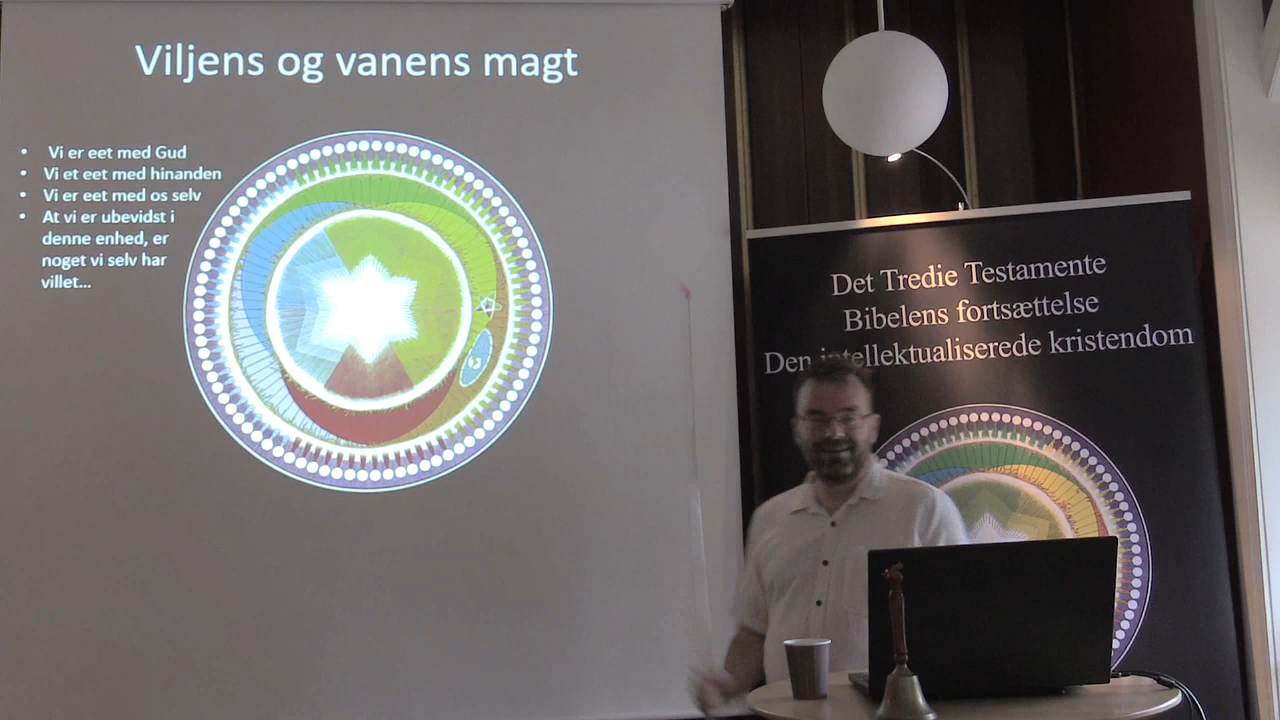 Viljens og vanens magt
• Vi er eet med Gud
• Vi et eet med hinanden
• Vi er eet med os selv
• At vi er ubevidst i
denne enhed, er
noget vi selv har
villet...
Det Tredie Testamente
Bibelens fortsættelse
Den intellektualiserede kristendom